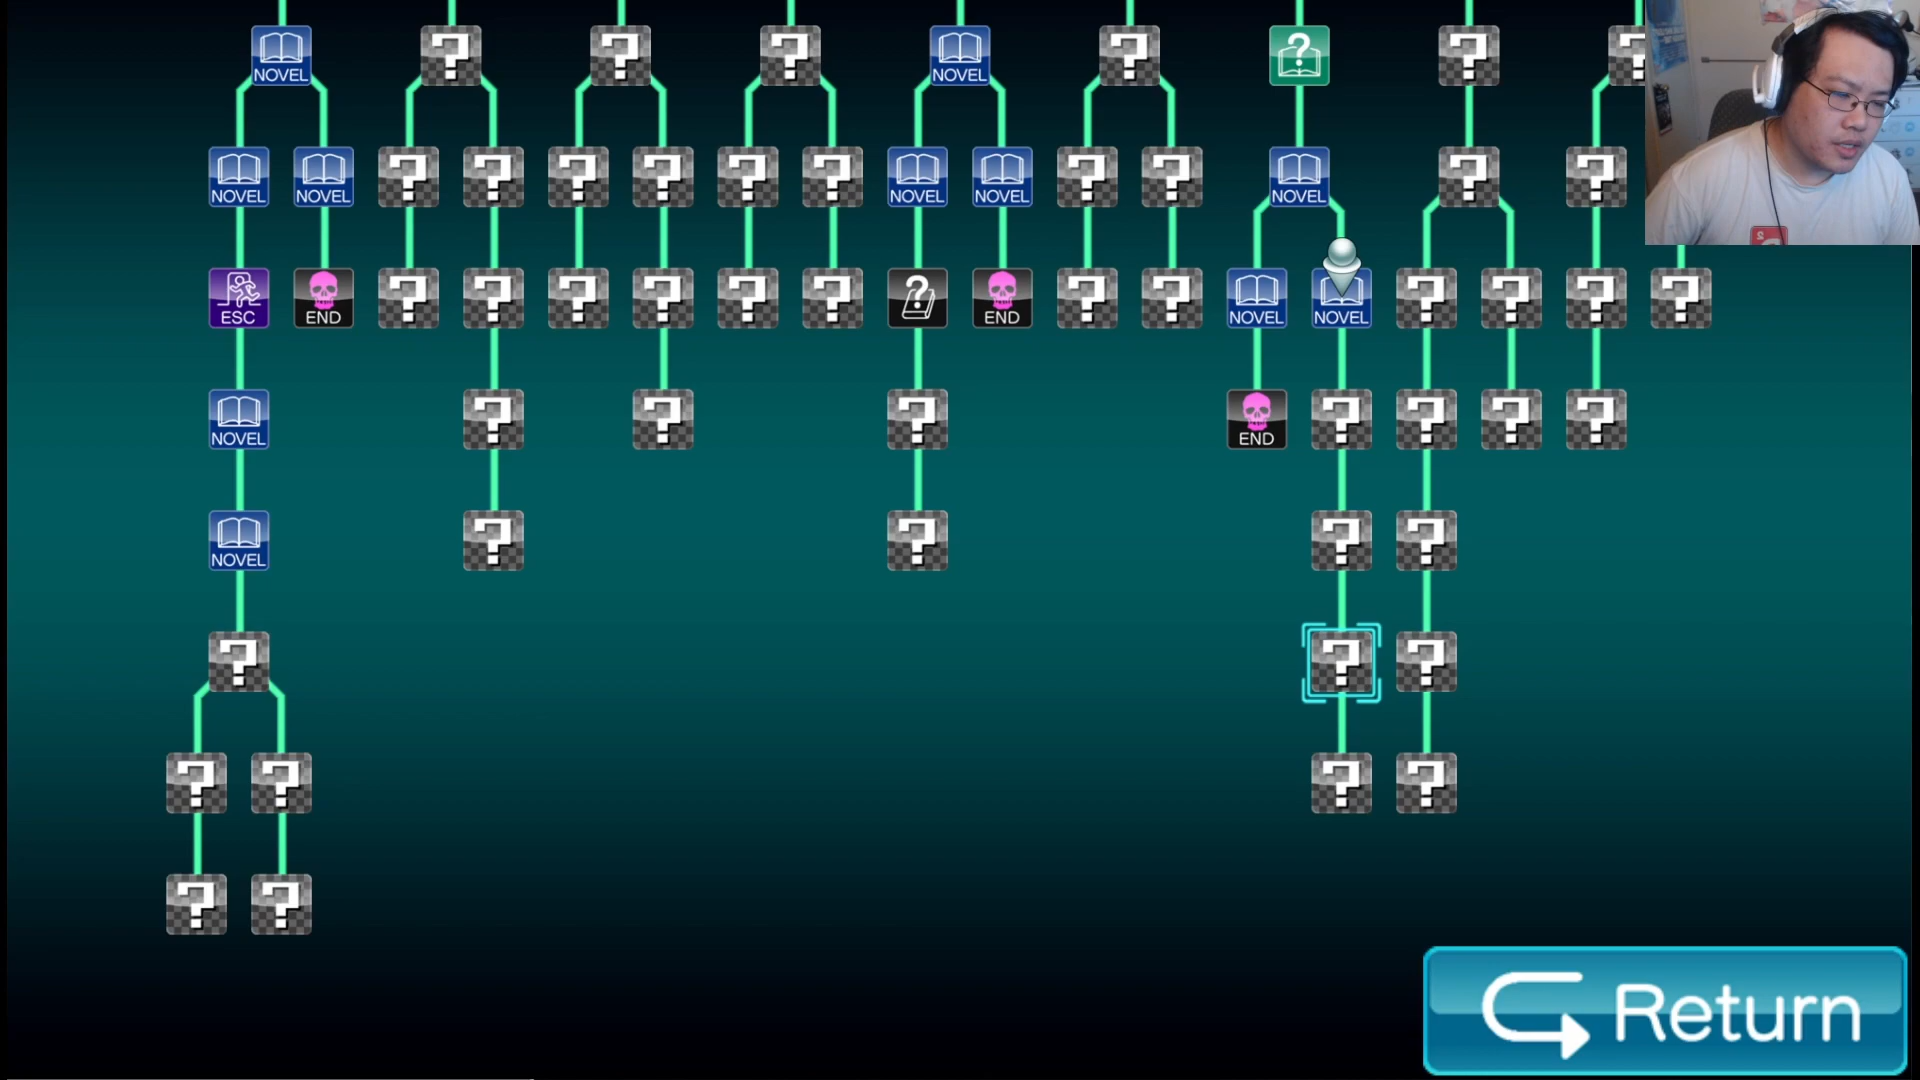 NOVEL ? ? ? NOVEL ? ? ? ?
NOVEL NOVEL ? ? ? ? ? ? NOVEL NOVEL ? ? NOVEL ? ?
ESC END ? ? ? ? ? ? ? END ? ? NOVEL NOVEL ? ? ? ?
NOVEL ? ? ? END ? ? ? ?
NOVEL ? ? ? ?
? ? ?
? ? ? ?
? ?
Return